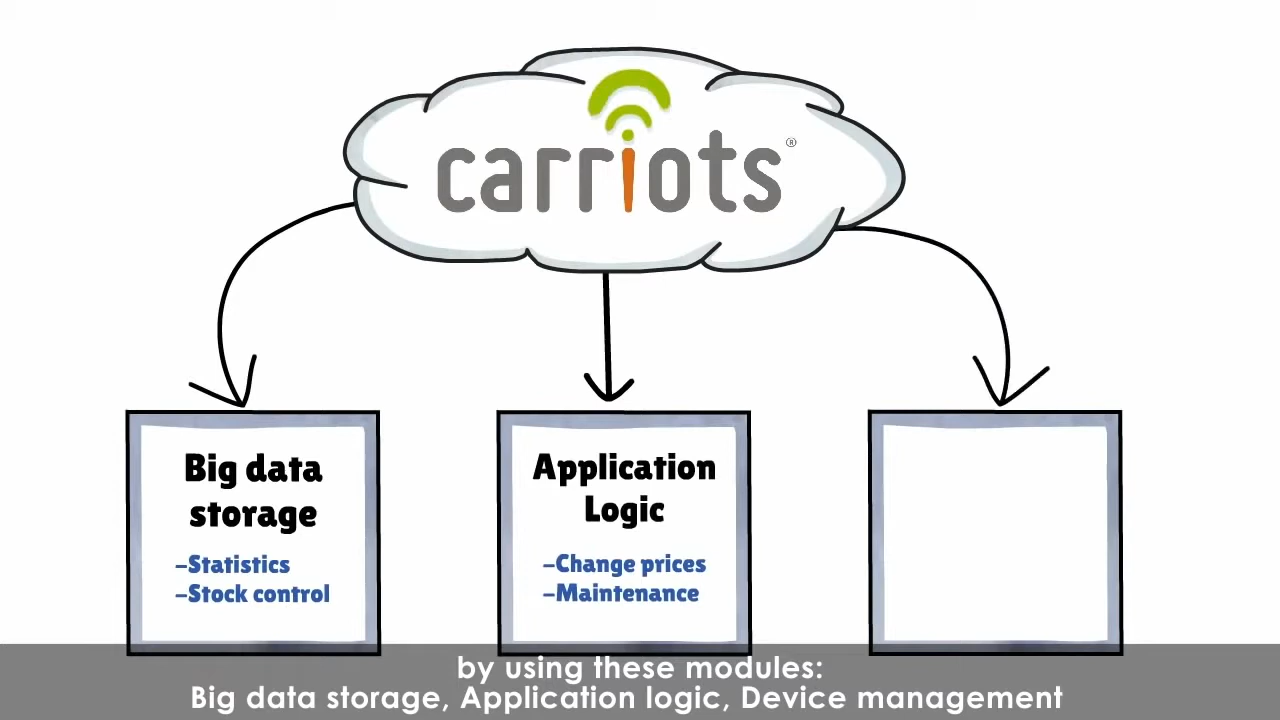 carriots®
Big data
storage
–Statistics
–Stock control
Application
Logic
–Change prices
–Maintenance
by using these modules:
Big data storage, Application logic, Device management